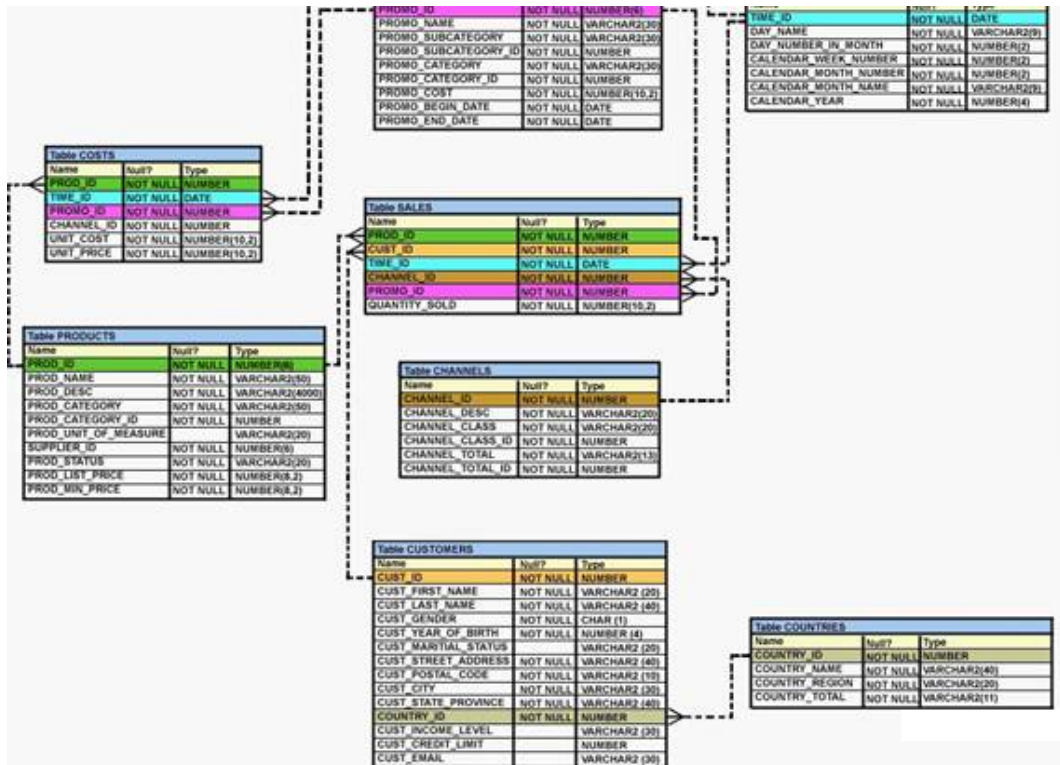 PROMO_ID NOT NULL NUMBER(6)
PROMO_NAME NOT NULL VARCHAR2(30)
PROMO_SUBCATEGORY NOT NULL VARCHAR2(30)
PROMO_SUBCATEGORY_ID NOT NULL NUMBER
PROMO_CATEGORY NOT NULL VARCHAR2(30)
PROMO_CATEGORY_ID NOT NULL NUMBER
PROMO_COST NOT NULL NUMBER(10,2)
PROMO_BEGIN_DATE NOT NULL DATE
PROMO_END_DATE NOT NULL DATE
TIME_ID NOT NULL DATE
DAY_NAME NOT NULL VARCHAR2(9)
DAY_NUMBER_IN_MONTH NOT NULL NUMBER(2)
CALENDAR_WEEK_NUMBER NOT NULL NUMBER(2)
CALENDAR_MONTH_NUMBER NOT NULL NUMBER(2)
CALENDAR_MONTH_NAME NOT NULL VARCHAR2(9)
CALENDAR_YEAR NOT NULL NUMBER(4)
Table COSTS
Name Null? Type
PROD_ID NOT NULL NUMBER
TIME_ID NOT NULL DATE
PROMO_ID NOT NULL NUMBER
CHANNEL_ID NOT NULL NUMBER
UNIT_COST NOT NULL NUMBER(10,2)
UNIT_PRICE NOT NULL NUMBER(10,2)
Table SALES
Name Null? Type
PROD_ID NOT NULL NUMBER
CUST_ID NOT NULL NUMBER
TIME_ID NOT NULL DATE
CHANNEL_ID NOT NULL NUMBER
PROMO_ID NOT NULL NUMBER
QUANTITY_SOLD NOT NULL NUMBER(10,2)
Table PRODUCTS
Name Null? Type
PROD_ID NOT NULL NUMBER(6)
PROD_NAME NOT NULL VARCHAR2(50)
PROD_DESC NOT NULL VARCHAR2(4000)
PROD_CATEGORY NOT NULL VARCHAR2(50)
PROD_CATEGORY_ID NOT NULL NUMBER
PROD_UNIT_OF_MEASURE VARCHAR2(20)
SUPPLIER_ID NOT NULL NUMBER(6)
PROD_STATUS NOT NULL VARCHAR2(20)
PROD_LIST_PRICE NOT NULL NUMBER(8,2)
PROD_MIN_PRICE NOT NULL NUMBER(8,2)
Table CHANNELS
Name Null? Type
CHANNEL_ID NOT NULL NUMBER
CHANNEL_DESC NOT NULL VARCHAR2(20)
CHANNEL_CLASS NOT NULL VARCHAR2(20)
CHANNEL_CLASS_ID NOT NULL NUMBER
CHANNEL_TOTAL NOT NULL VARCHAR2(13)
CHANNEL_TOTAL_ID NOT NULL NUMBER
Table CUSTOMERS
Name Null? Type
CUST_ID NOT NULL NUMBER
CUST_FIRST_NAME NOT NULL VARCHAR2 (20)
CUST_LAST_NAME NOT NULL VARCHAR2 (40)
CUST_GENDER NOT NULL CHAR (1)
CUST_YEAR_OF_BIRTH NOT NULL NUMBER (4)
CUST_MARITIAL_STATUS VARCHAR2 (20)
CUST_STREET_ADDRESS NOT NULL VARCHAR2 (40)
CUST_POSTAL_CODE NOT NULL VARCHAR2 (10)
CUST_CITY NOT NULL VARCHAR2 (30)
CUST_STATE_PROVINCE NOT NULL VARCHAR2 (40)
COUNTRY_ID NOT NULL NUMBER
CUST_INCOME_LEVEL VARCHAR2 (30)
CUST_CREDIT_LIMIT NUMBER
CUST_EMAIL VARCHAR2 (30)
Table COUNTRIES
Name Null? Type
COUNTRY_ID NOT NULL NUMBER
COUNTRY_NAME NOT NULL VARCHAR2(40)
COUNTRY_REGION NOT NULL VARCHAR2(20)
COUNTRY_TOTAL NOT NULL VARCHAR2(11)